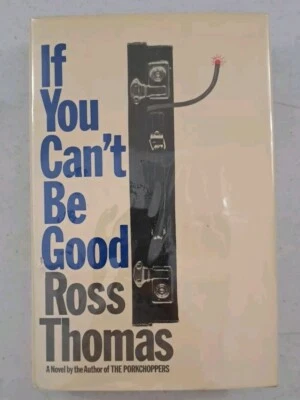 If
You
Can't
Be
Good
Ross
Thomas
A Novel by the Author of THE PORKCHOPPERS